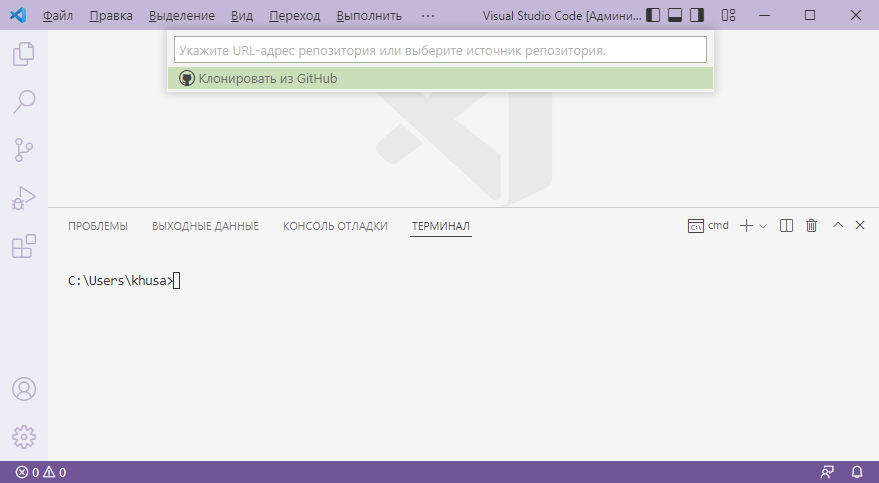 Файл Правка Выделение Вид Переход Выполнить ··· Visual Studio Code [Админи...
Укажите URL-адрес репозитория или выберите источник репозитория.
Клонировать из GitHub
ПРОБЛЕМЫ ВЫХОДНЫЕ ДАННЫЕ КОНСОЛЬ ОТЛАДКИ ТЕРМИНАЛ cmd
C:\Users\khusa>
0 0